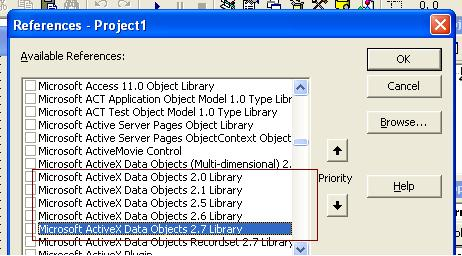 References - Project1
0.0
Available References:
OK
Microsoft Access 11.0 Object Library
Microsoft ACT Application Object Model 1.0 Type Libr
Cancel
Microsoft ACT Test Object Model 1.0 Type Library
Microsoft Active Server Pages Object Library
Microsoft Active Server Pages ObjectContext Object
Browse...
Microsoft ActiveMovie Control
Microsoft ActiveX Data Objects (Multi-dimensional) 2.
Microsoft ActiveX Data Objects 2.0 Library
Priority
Microsoft ActiveX Data Objects 2.1 Library
Help
Microsoft ActiveX Data Objects 2.5 Library
Microsoft ActiveX Data Objects 2.6 Library
Microsoft ActiveX Data Objects 2.7 Library
Microsoft ActiveX Data Objects Recordset 2.7 Library
Microsoft ActiveX Plugin